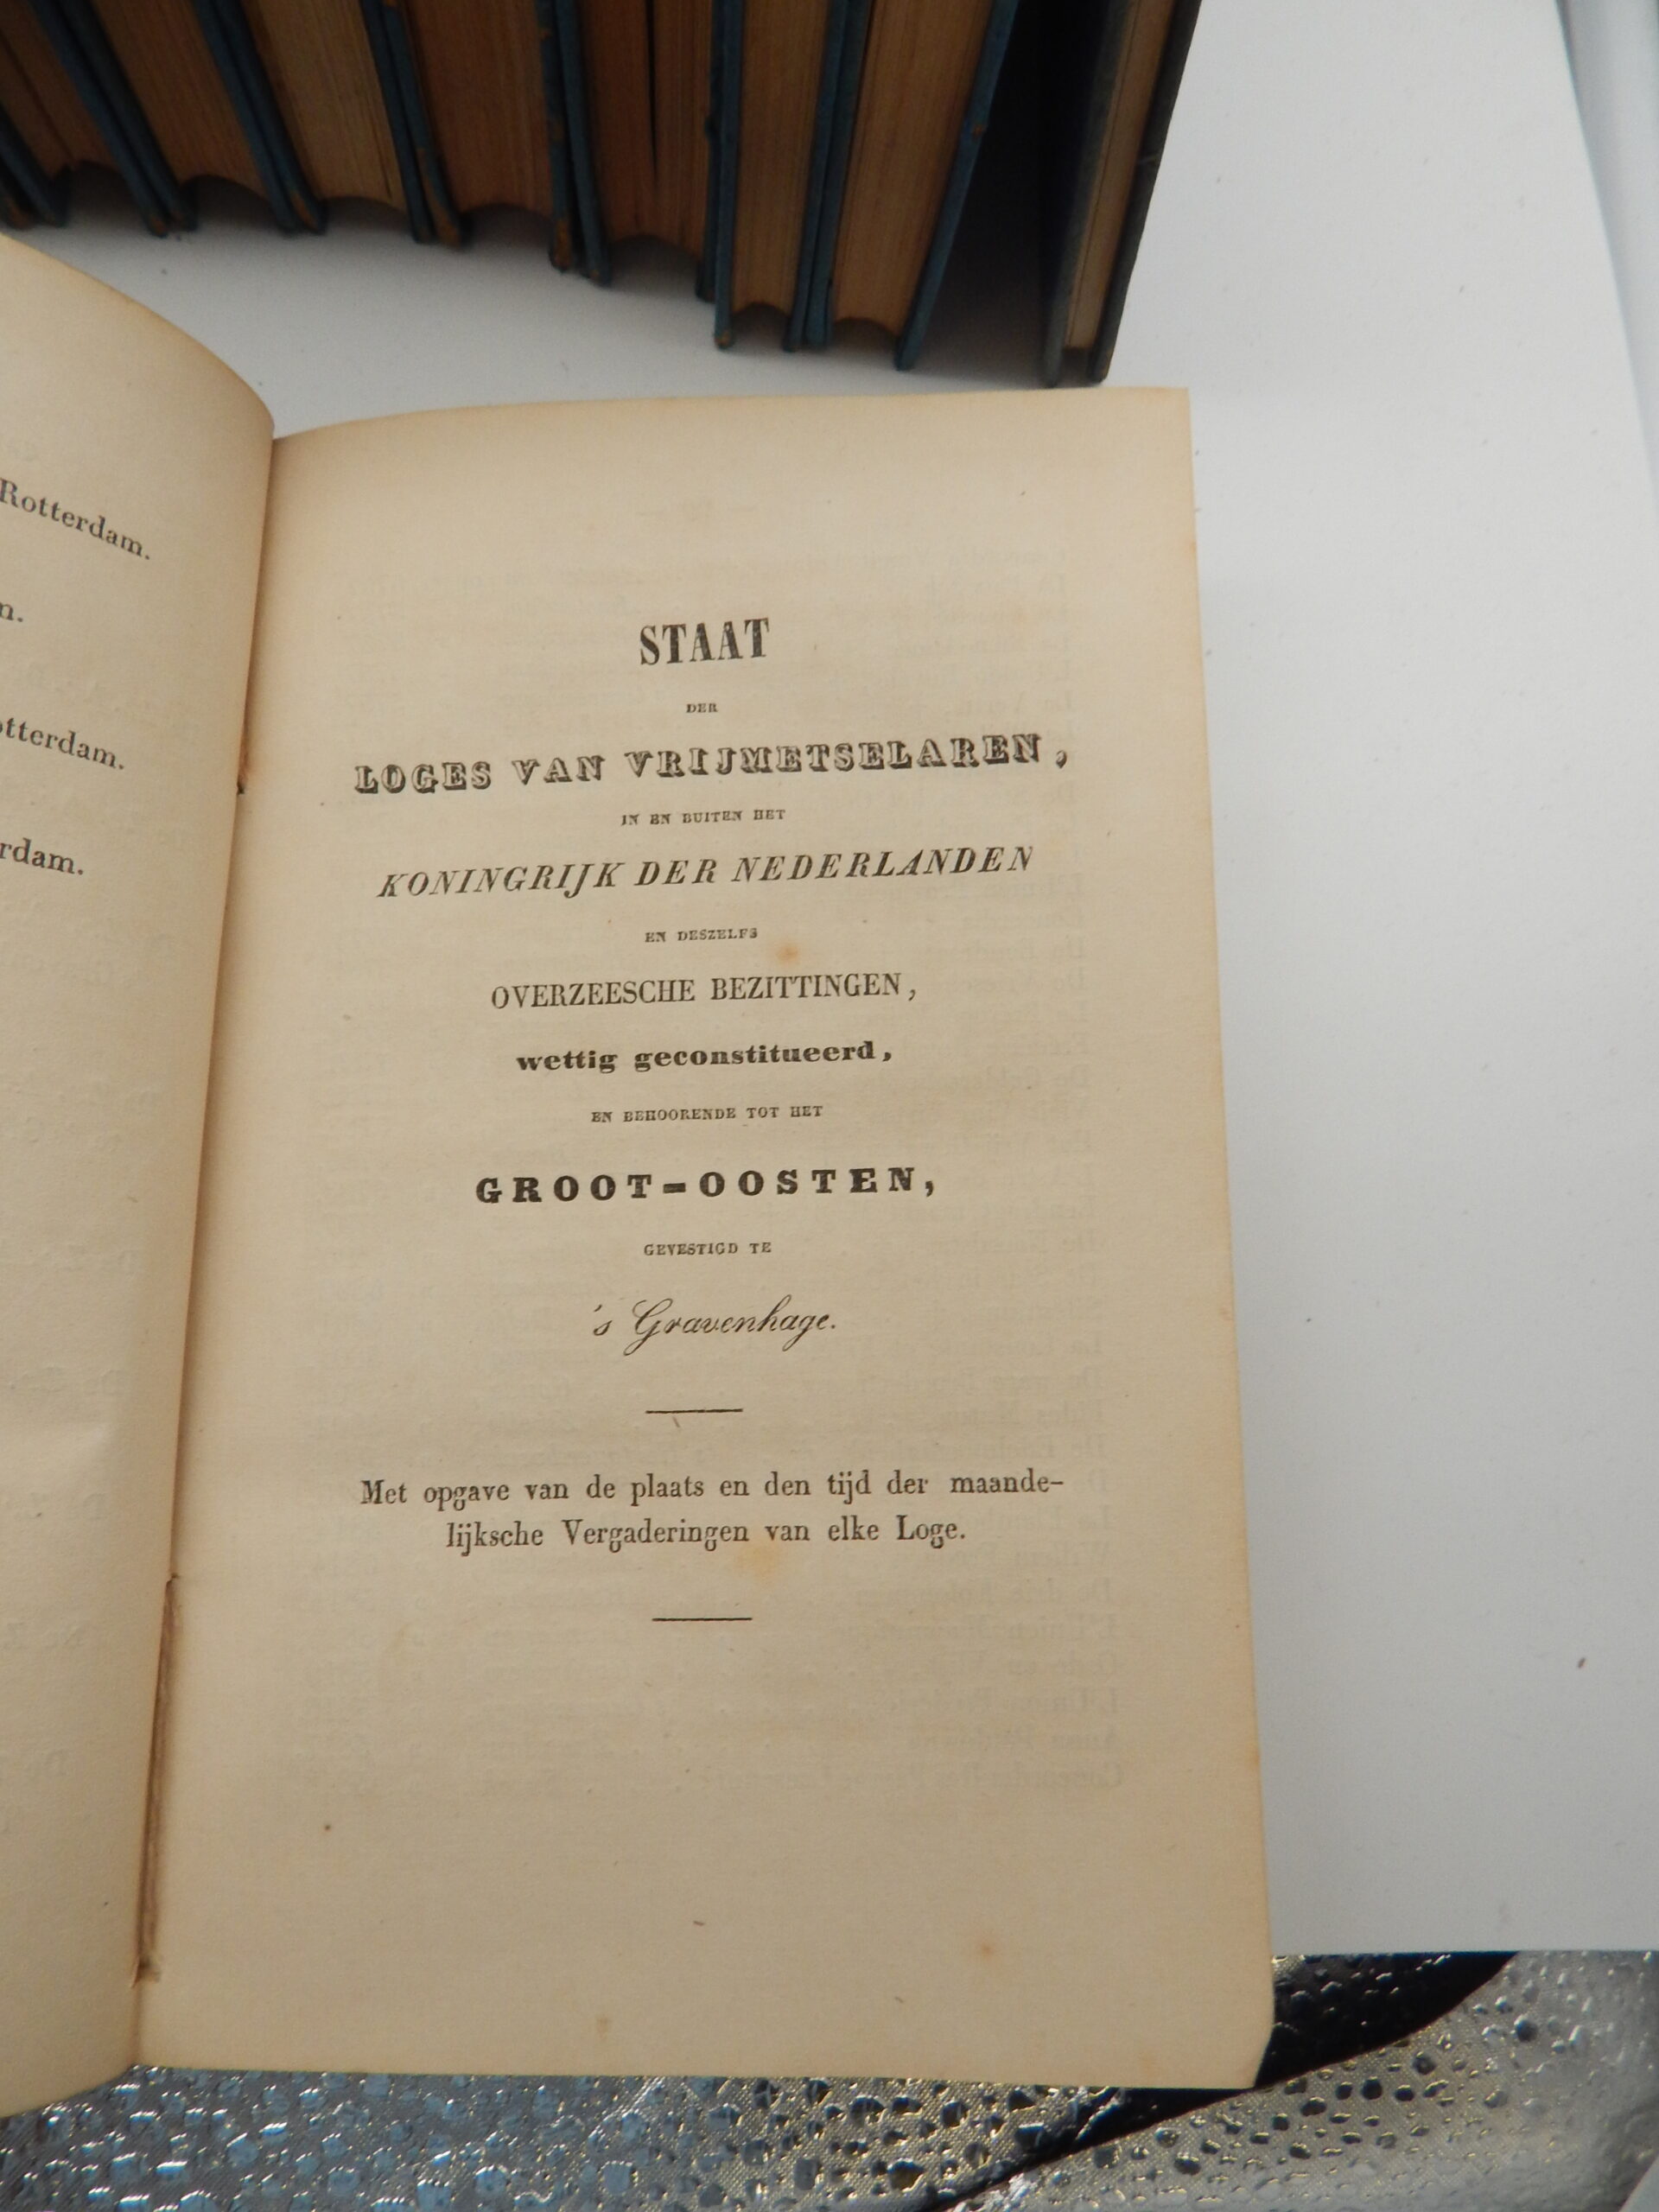 Rotterdam.
n.
otterdam.
rdam.
STAAT
DER
LOGES VAN VRIJMETSELAREN,
IN EN BUITEN HET
KONINGRIJK DER NEDERLANDEN
EN DESZELFS
OVERZEESCHE BEZITTINGEN,
wettig geconstitueerd,
EN BEHOORENDE TOT HET
GROOT-OOSTEN,
GEVESTIGD TE
's Gravenhage.
Met opgave van de plaats en den tijd der maande-
lijksche Vergaderingen van elke Loge.